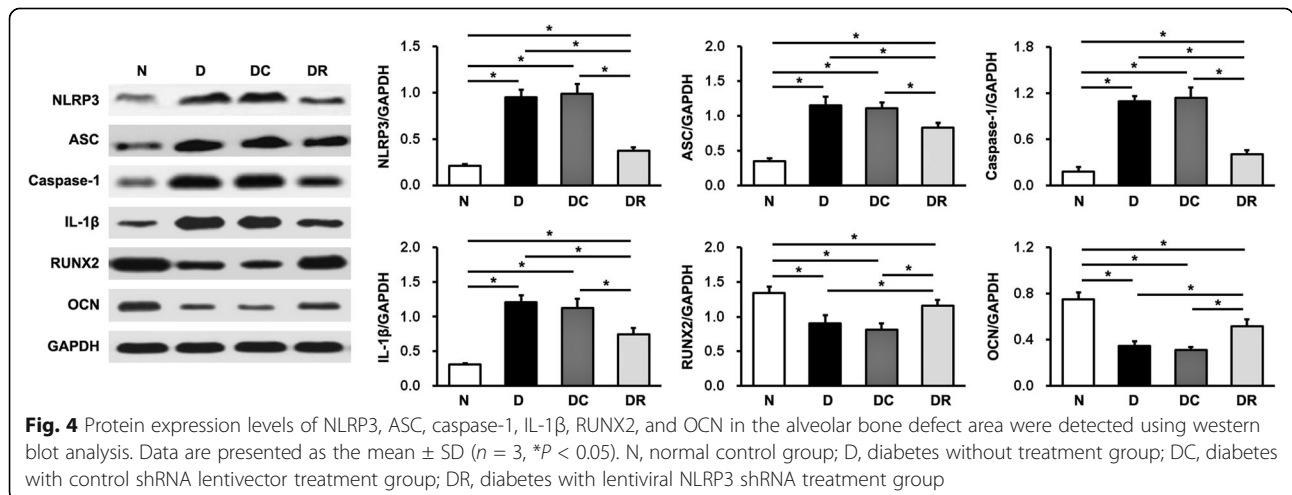 N D DC DR
NLRP3
ASC
Caspase-1
IL-1β
RUNX2
OCN
GAPDH
NLRP3/GAPDH
1.5
1.0
0.5
0.0
* * * * *
N D DC DR
ASC/GAPDH
2.0
1.5
1.0
0.5
0.0
* * * * *
N D DC DR
Caspase-1/GAPDH
1.8
1.2
0.6
0.0
* * * * *
N D DC DR
IL-1β/GAPDH
2.0
1.5
1.0
0.5
0.0
* * * * *
N D DC DR
RUNX2/GAPDH
2.0
1.5
1.0
0.5
0.0
* * * * *
N D DC DR
OCN/GAPDH
1.2
0.8
0.4
0.0
* * * * *
N D DC DR
Fig. 4 Protein expression levels of NLRP3, ASC, caspase-1, IL-1β, RUNX2, and OCN in the alveolar bone defect area were detected using western
blot analysis. Data are presented as the mean ± SD (n = 3, *P < 0.05). N, normal control group; D, diabetes without treatment group; DC, diabetes
with control shRNA lentivector treatment group; DR, diabetes with lentiviral NLRP3 shRNA treatment group